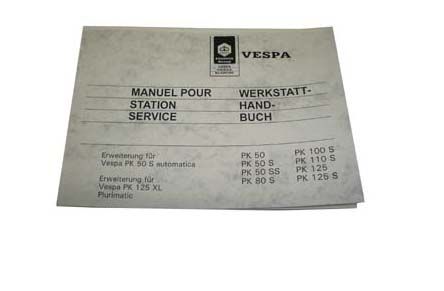 VESPA
MANUEL POUR
STATION
SERVICE
WERKSTATT-
HAND-
BUCH
Erweiterung für
Vespa PK 50 S automatica
Erweiterung für
Vespa PK 125 XL
Plurimatic
PK 50
PK 50 S
PK 50 SS
PK 80 S
PK 100 S
PK 110 S
PK 125
PK 125 S